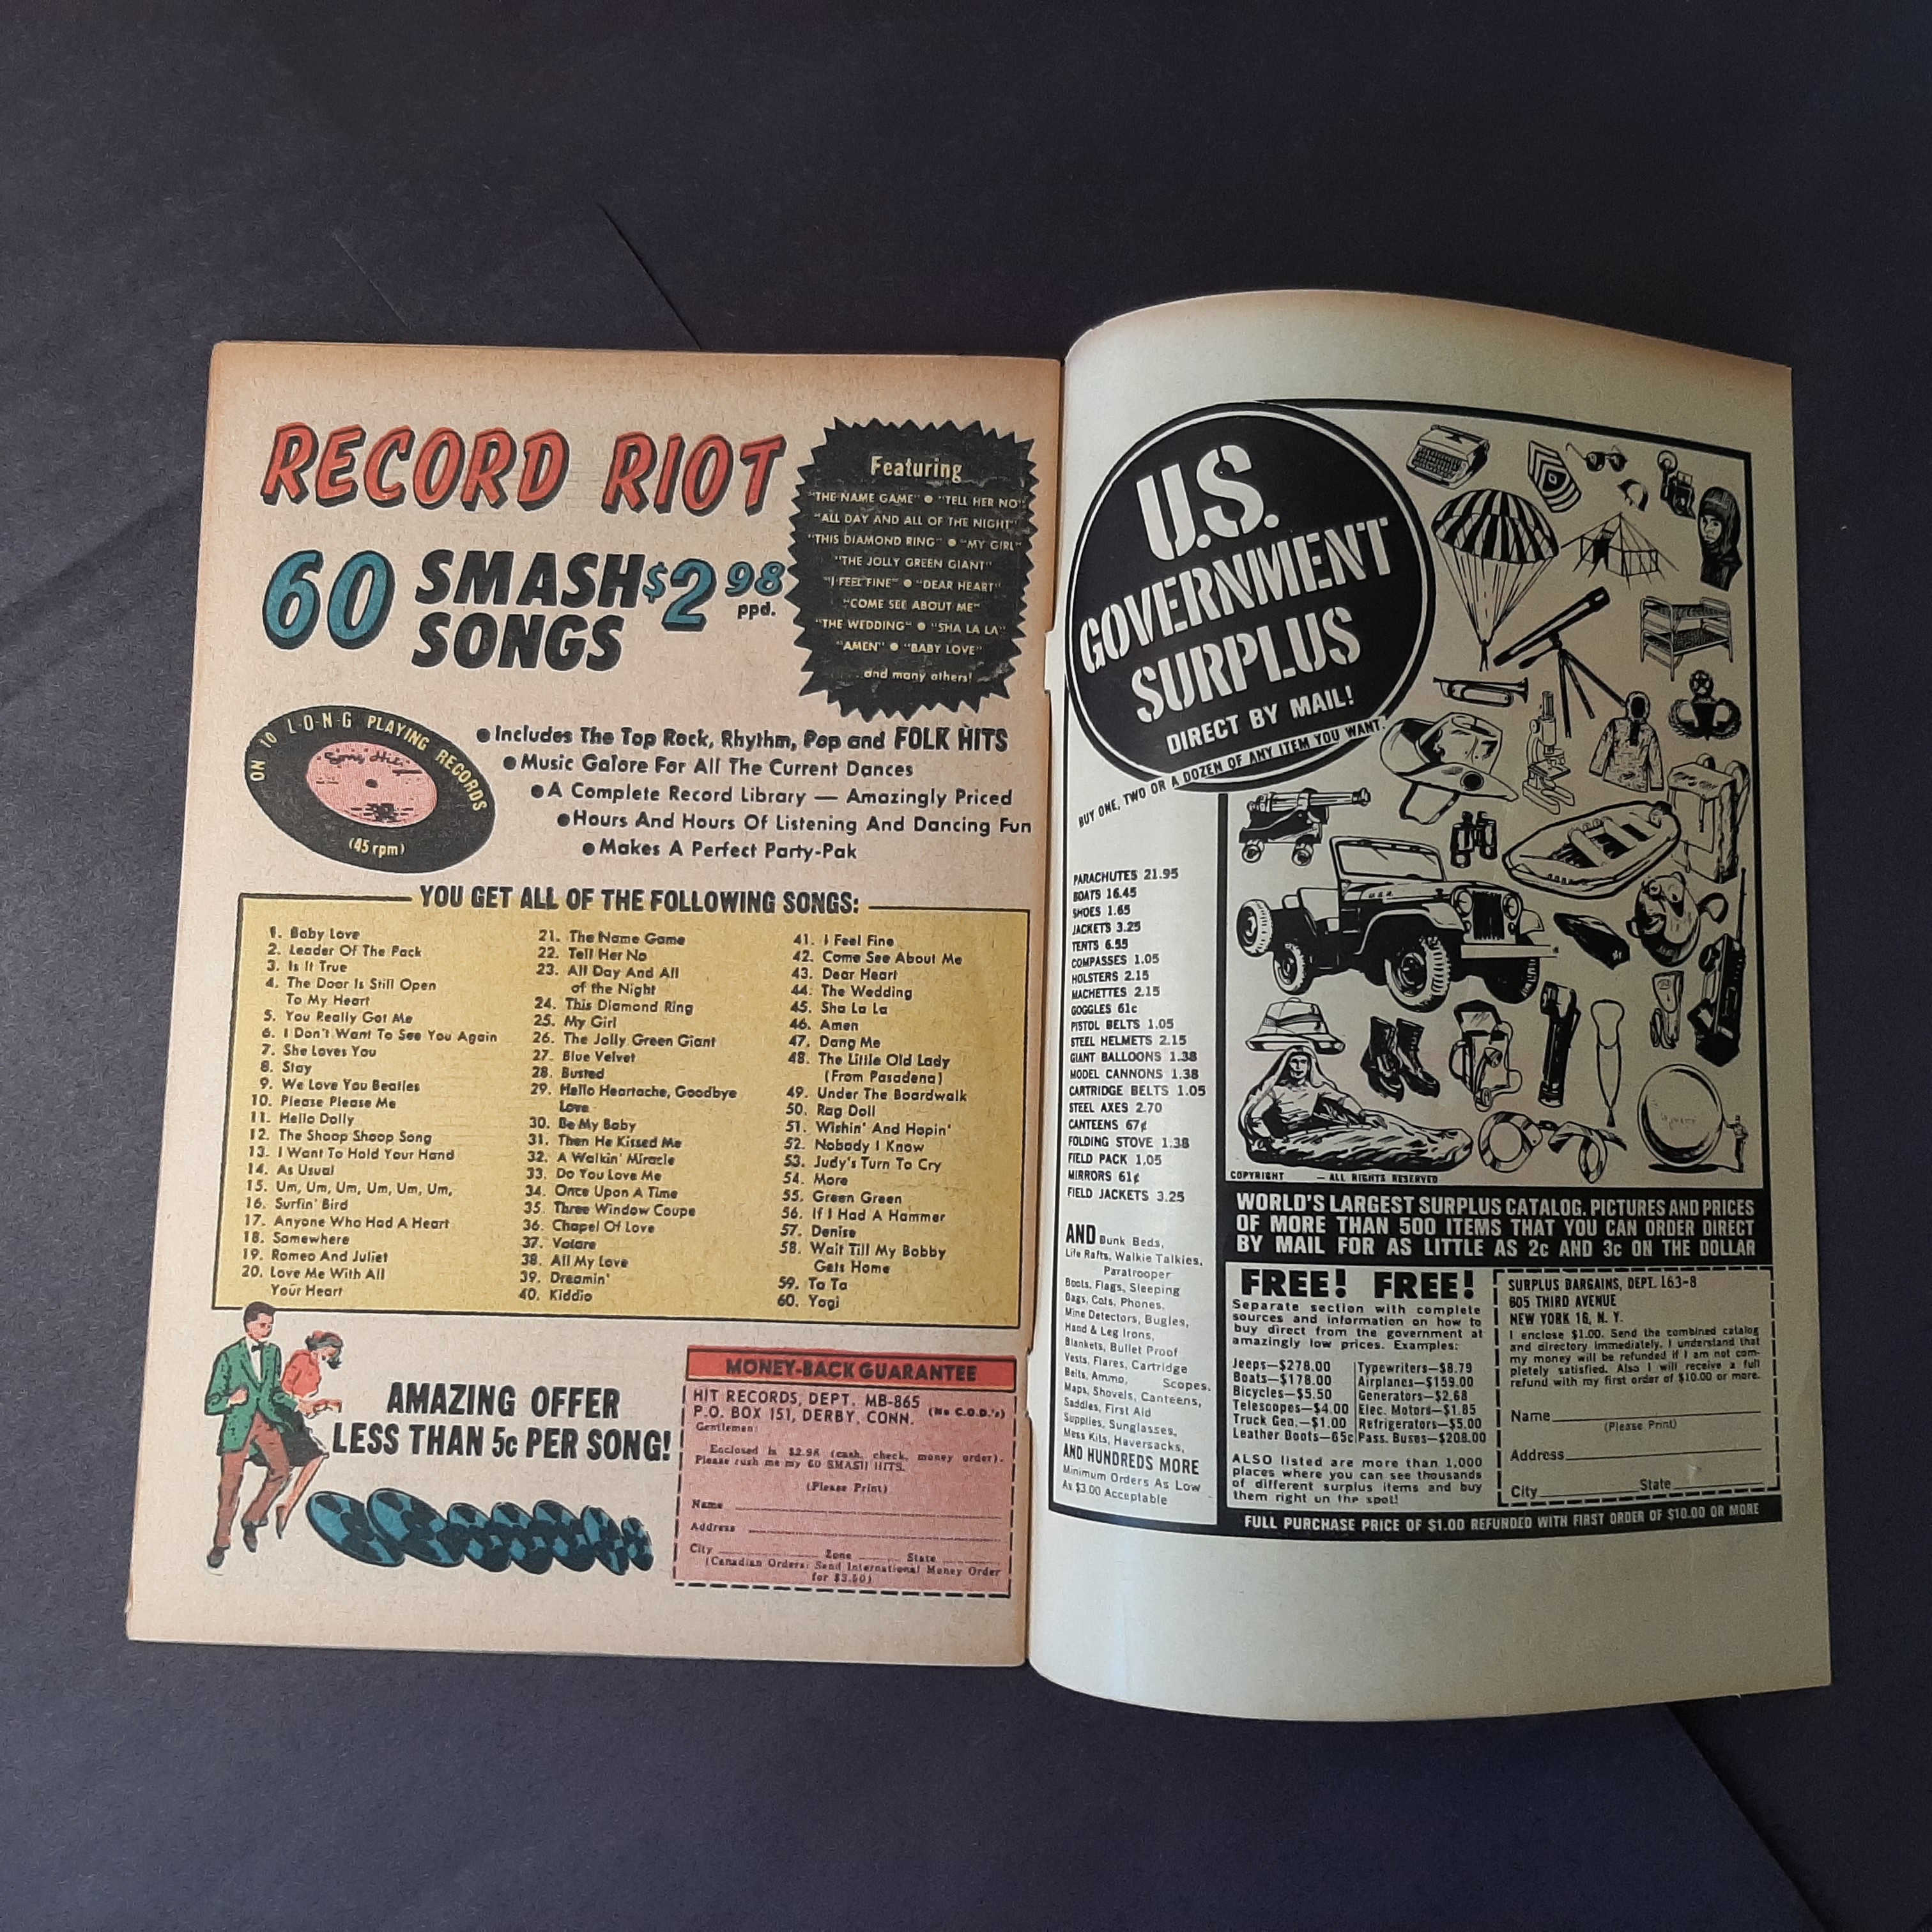 RECORD RIOT
60 SMASH SONGS $2.98 ppd.
Featuring
"THE NAME GAME" ● "TELL HER NO"
"ALL DAY AND ALL OF THE NIGHT"
"THIS DIAMOND RING" ● "MY GIRL"
"THE JOLLY GREEN GIANT"
"I FEEL FINE" ● "DEAR HEART"
"COME SEE ABOUT ME"
"THE WEDDING" ● "SHA LA LA"
"AMEN" ● "BABY LOVE"
...and many others!
ON 10 L-O-N-G PLAYING RECORDS
Song Hits
(45 rpm)
●Includes The Top Rock, Rhythm, Pop and FOLK HITS
●Music Galore For All The Current Dances
●A Complete Record Library — Amazingly Priced
●Hours And Hours Of Listening And Dancing Fun
●Makes A Perfect Party-Pak
YOU GET ALL OF THE FOLLOWING SONGS:
1. Baby Love
2. Leader Of The Pack
3. Is It True
4. The Door Is Still Open
To My Heart
5. You Really Got Me
6. I Don't Want To See You Again
7. She Loves You
8. Stay
9. We Love You Beatles
10. Please Please Me
11. Hello Dolly
12. The Shoop Shoop Song
13. I Want To Hold Your Hand
14. As Usual
15. Um, Um, Um, Um, Um, Um,
16. Surfin' Bird
17. Anyone Who Had A Heart
18. Somewhere
19. Romeo And Juliet
20. Love Me With All
Your Heart
21. The Name Game
22. Tell Her No
23. All Day And All
of the Night
24. This Diamond Ring
25. My Girl
26. The Jolly Green Giant
27. Blue Velvet
28. Busted
29. Hello Heartache, Goodbye
Love
30. Be My Baby
31. Then He Kissed Me
32. A Walkin' Miracle
33. Do You Love Me
34. Once Upon A Time
35. Three Window Coupe
36. Chapel Of Love
37. Volare
38. All My Love
39. Dreamin'
40. Kiddio
41. I Feel Fine
42. Come See About Me
43. Dear Heart
44. The Wedding
45. Sha La La
46. Amen
47. Dang Me
48. The Little Old Lady
(From Pasadena)
49. Under The Boardwalk
50. Rag Doll
51. Wishin' And Hopin'
52. Nobody I Know
53. Judy's Turn To Cry
54. More
55. Green Green
56. If I Had A Hammer
57. Denise
58. Wait Till My Bobby
Gets Home
59. Ta Ta
60. Yogi
AMAZING OFFER
LESS THAN 5c PER SONG!
MONEY-BACK GUARANTEE
HIT RECORDS, DEPT. MB-865
P.O. BOX 151, DERBY, CONN. (No C.O.D.'s)
Gentlemen:
Enclosed is $2.98 (cash, check, money order).
Please rush me my 60 SMASH HITS.
(Please Print)
Name
Address
City Zone State
(Canadian Orders: Send International Money Order
for $3.50)
U.S.
GOVERNMENT
SURPLUS
DIRECT BY MAIL!
BUY ONE, TWO OR A DOZEN OF ANY ITEM YOU WANT.
PARACHUTES 21.95
BOATS 16.45
SHOES 1.65
JACKETS 3.25
TENTS 6.55
COMPASSES 1.05
HOLSTERS 2.15
MACHETTES 2.15
GOGGLES 61c
PISTOL BELTS 1.05
STEEL HELMETS 2.15
GIANT BALLOONS 1.38
MODEL CANNONS 1.38
CARTRIDGE BELTS 1.05
STEEL AXES 2.70
CANTEENS 67¢
FOLDING STOVE 1.38
FIELD PACK 1.05
MIRRORS 61¢
FIELD JACKETS 3.25
AND Bunk Beds,
Life Rafts, Walkie Talkies,
Paratrooper
Boots, Flags, Sleeping
Bags, Cots, Phones,
Mine Detectors, Bugles,
Hand & Leg Irons,
Blankets, Bullet Proof
Vests, Flares, Cartridge
Belts, Ammo, Scopes,
Maps, Shovels, Canteens,
Saddles, First Aid
Supplies, Sunglasses,
Mess Kits, Haversacks,
AND HUNDREDS MORE
Minimum Orders As Low
As $3.00 Acceptable
COPYRIGHT — ALL RIGHTS RESERVED
WORLD'S LARGEST SURPLUS CATALOG. PICTURES AND PRICES
OF MORE THAN 500 ITEMS THAT YOU CAN ORDER DIRECT
BY MAIL FOR AS LITTLE AS 2c AND 3c ON THE DOLLAR
FREE! FREE!
Separate section with complete
sources and information on how to
buy direct from the government at
amazingly low prices. Examples:
Jeeps—$278.00
Boats—$178.00
Bicycles—$5.50
Telescopes—$4.00
Truck Gen.—$1.00
Leather Boots—65c
Typewriters—$8.79
Airplanes—$159.00
Generators—$2.68
Elec. Motors—$1.85
Refrigerators—$5.00
Pass. Buses—$208.00
ALSO listed are more than 1,000
places where you can see thousands
of different surplus items and buy
them right on the spot!
SURPLUS BARGAINS, DEPT. 163-8
605 THIRD AVENUE
NEW YORK 16, N. Y.
I enclose $1.00. Send the combined catalog
and directory immediately. I understand that
my money will be refunded if I am not com-
pletely satisfied. Also I will receive a full
refund with my first order of $10.00 or more.
Name
(Please Print)
Address
City State
FULL PURCHASE PRICE OF $1.00 REFUNDED WITH FIRST ORDER OF $10.00 OR MORE